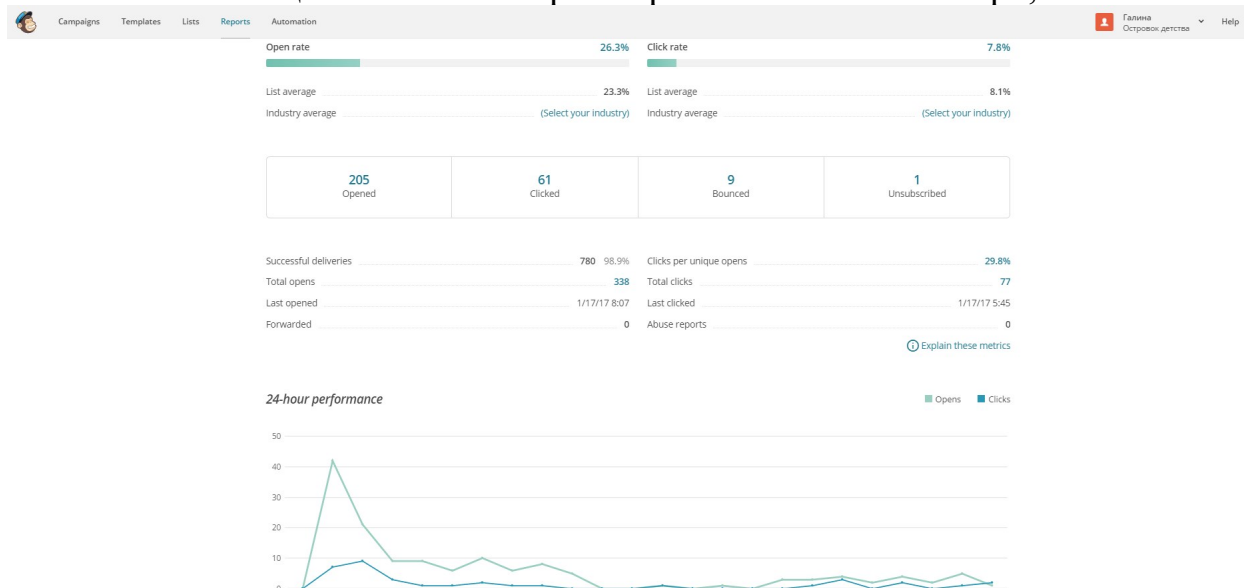 Campaigns Templates Lists Reports Automation Галина Help
Островок детства
Open rate 26.3% Click rate 7.8%
List average 23.3% List average 8.1%
Industry average (Select your industry) Industry average (Select your industry)
205 61 9 1
Opened Clicked Bounced Unsubscribed
Successful deliveries 780 98.9% Clicks per unique opens 29.8%
Total opens 338 Total clicks 77
Last opened 1/17/17 8:07 Last clicked 1/17/17 5:45
Forwarded 0 Abuse reports 0
Explain these metrics
24-hour performance Opens Clicks
50
40
30
20
10
0